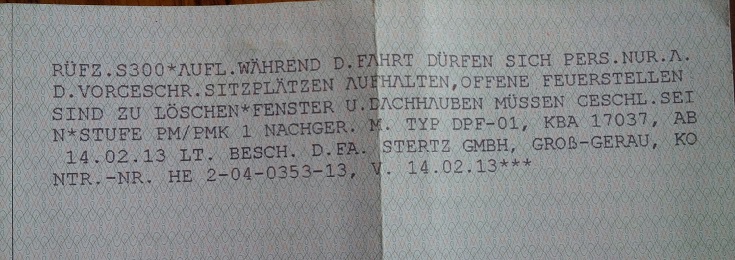 RÜFZ.S300*AUFL.WÄHREND D.FAHRT DÜRFEN SICH PERS.NUR.A.
D.VORGESCHR.SITZPLÄTZEN AUFHALTEN,OFFENE FEUERSTELLEN
SIND ZU LÖSCHEN*FENSTER U.DACHHAUBEN MÜSSEN GESCHL.SEI
N*STUFE PM/PMK 1 NACHGER. M. TYP DPF-01, KBA 17037, AB
14.02.13 LT. BESCH. D.FA. STERTZ GMBH, GROß-GERAU, KO
NTR.-NR. HE 2-04-0353-13, V. 14.02.13***